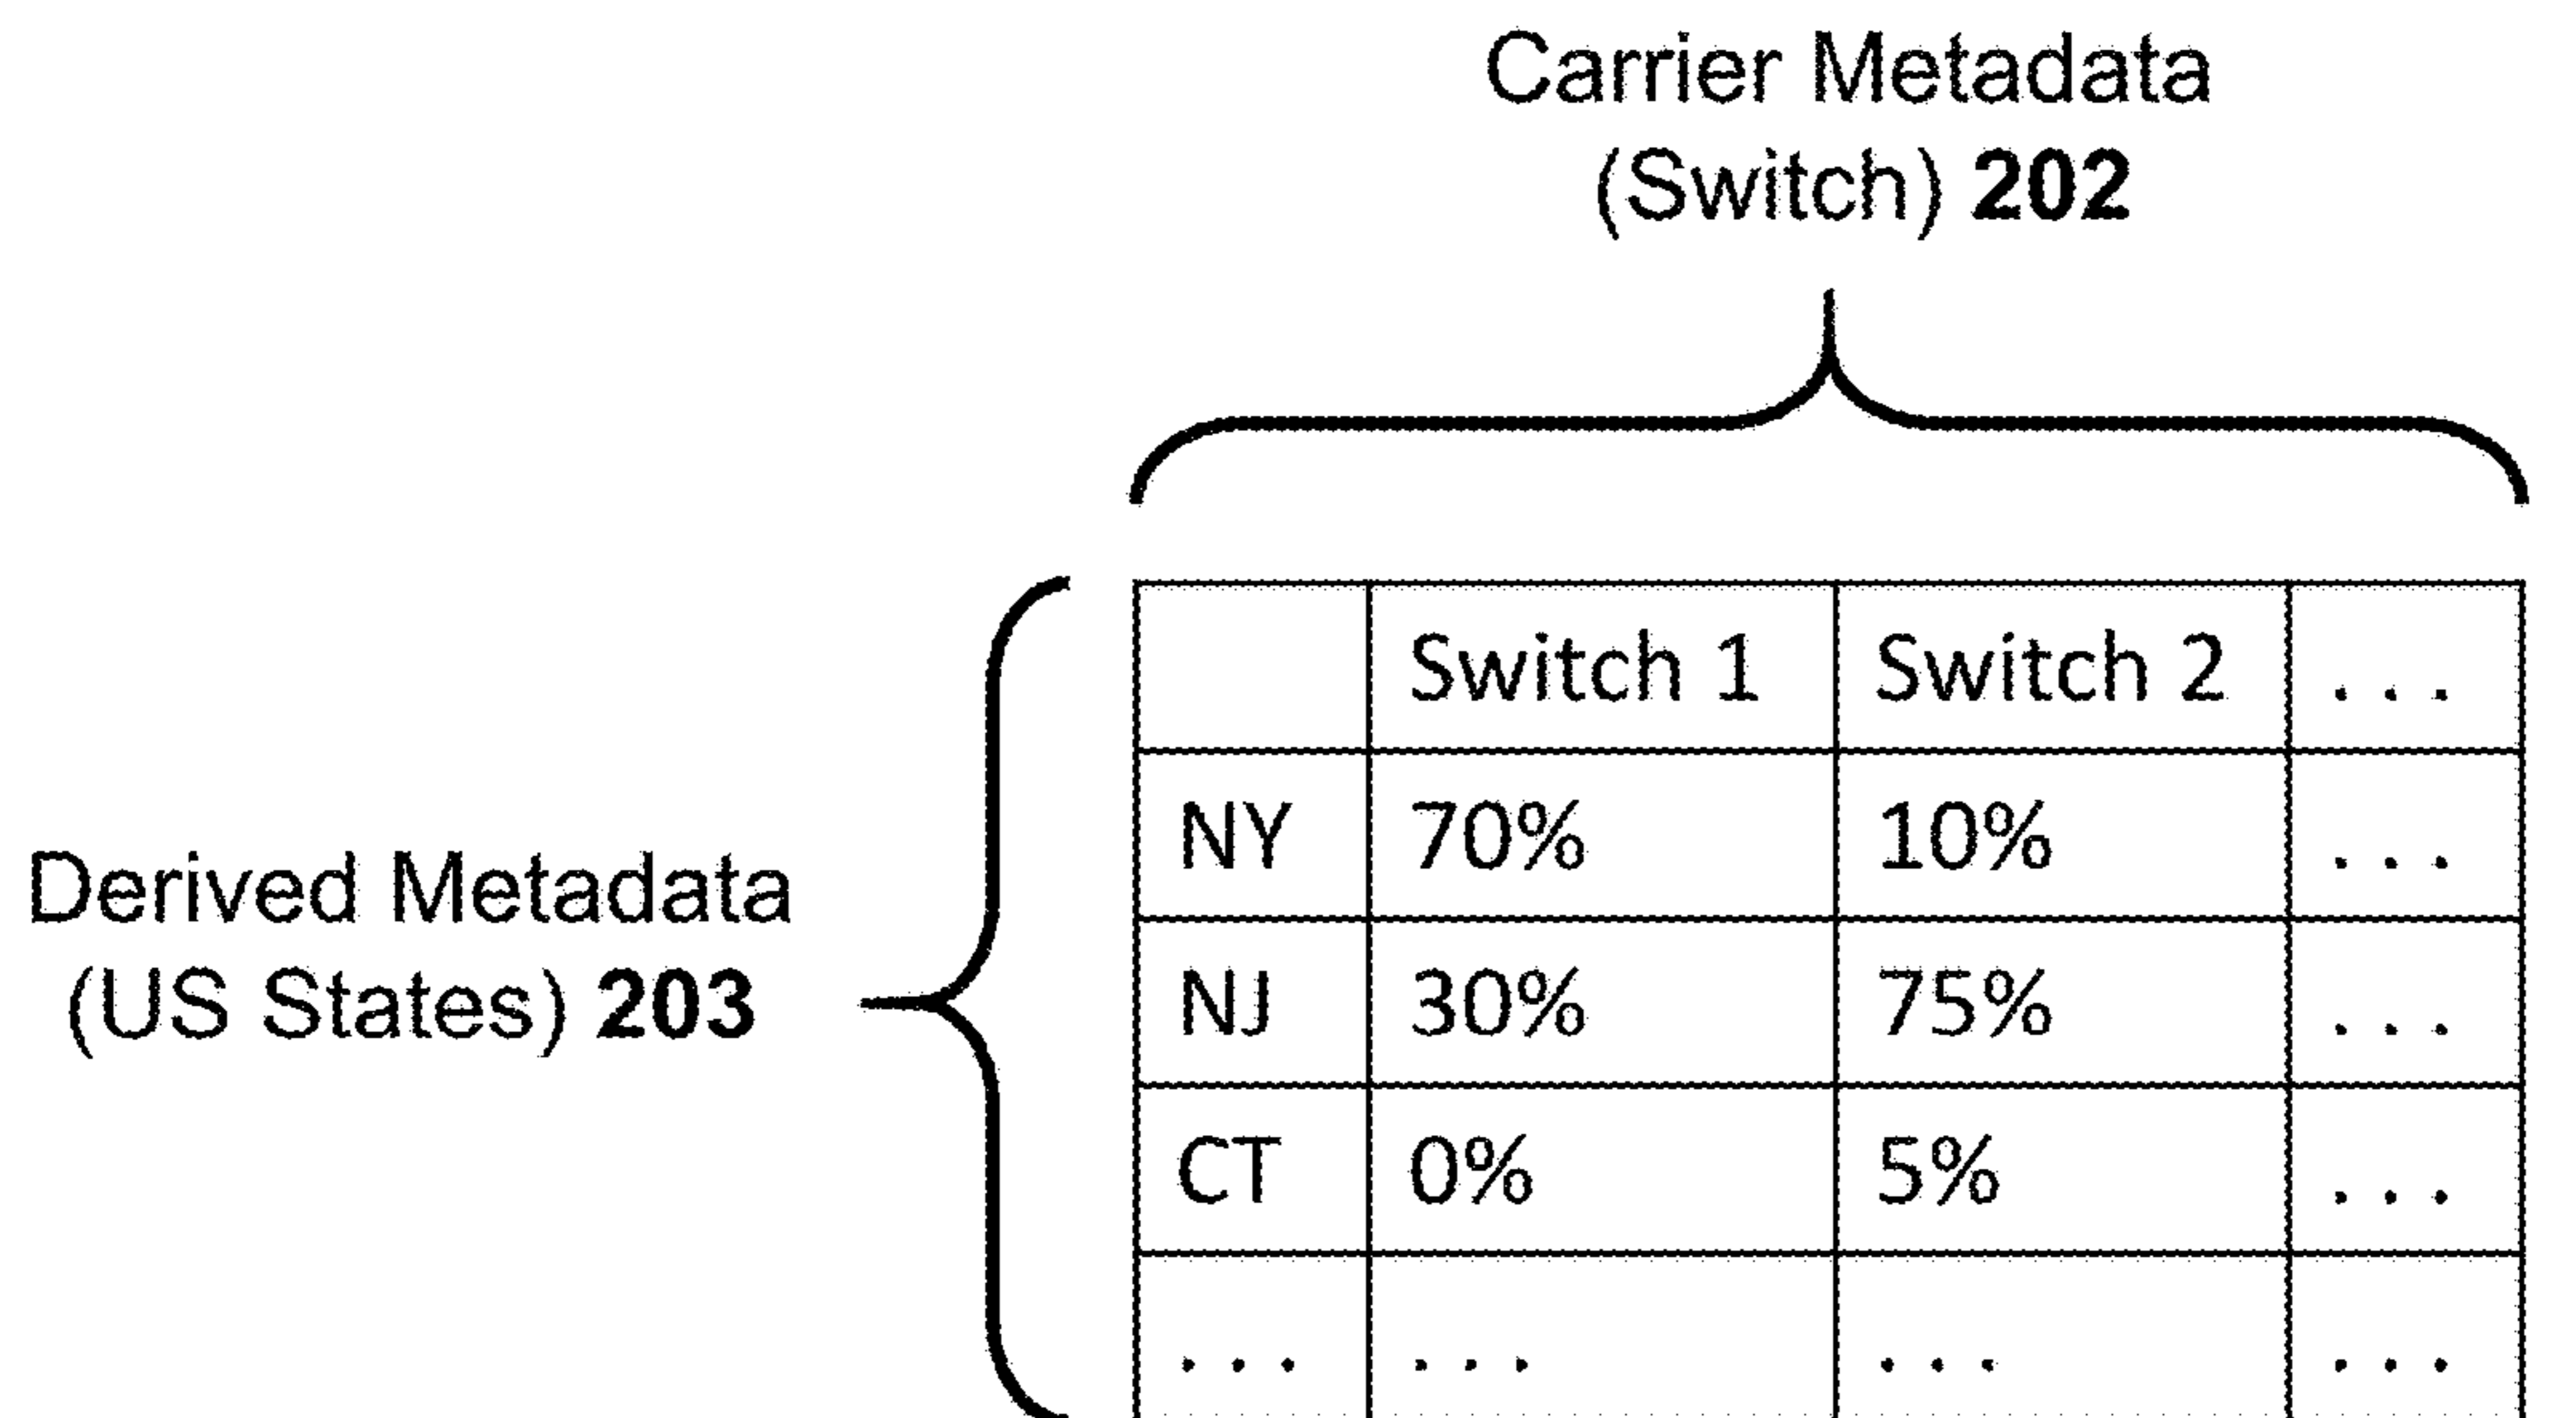 Carrier Metadata
(Switch) 202
Switch 1 Switch 2 ...
NY 70% 10% ...
Derived Metadata
(US States) 203
NJ 30% 75% ...
CT 0% 5% ...
... ... ... ...